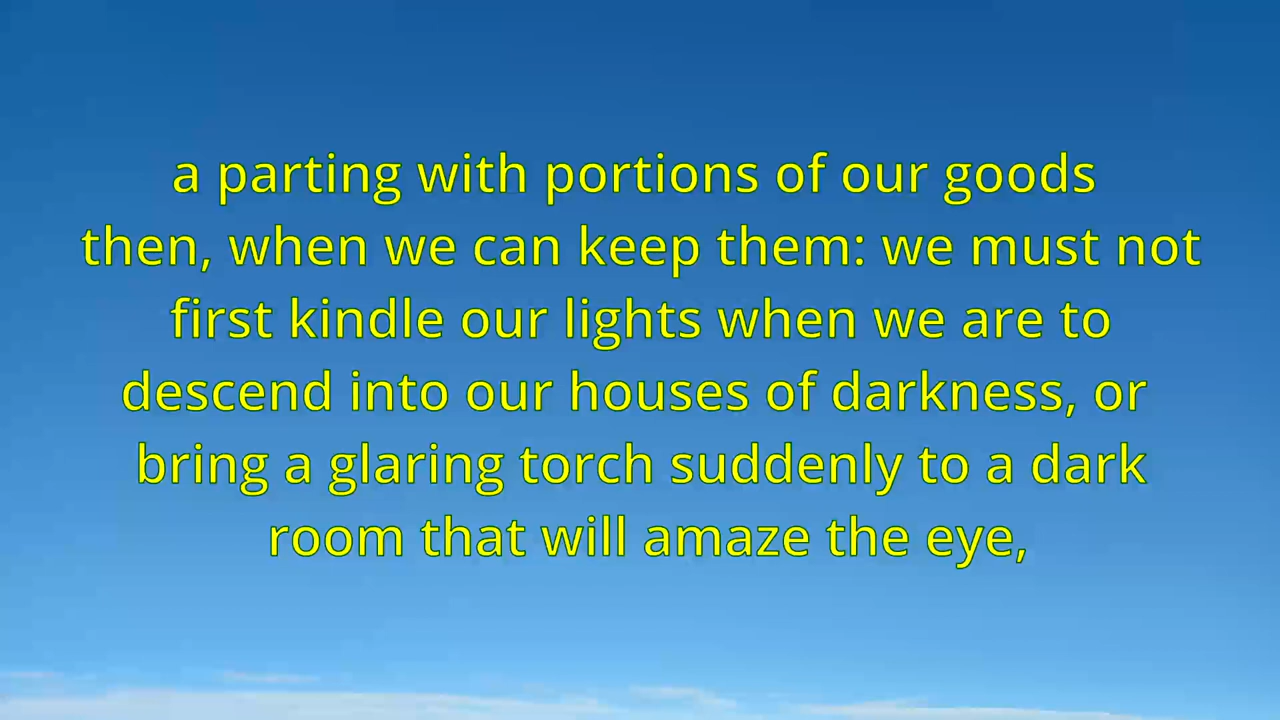 a parting with portions of our goods
then, when we can keep them: we must not
first kindle our lights when we are to
descend into our houses of darkness, or
bring a glaring torch suddenly to a dark
room that will amaze the eye,